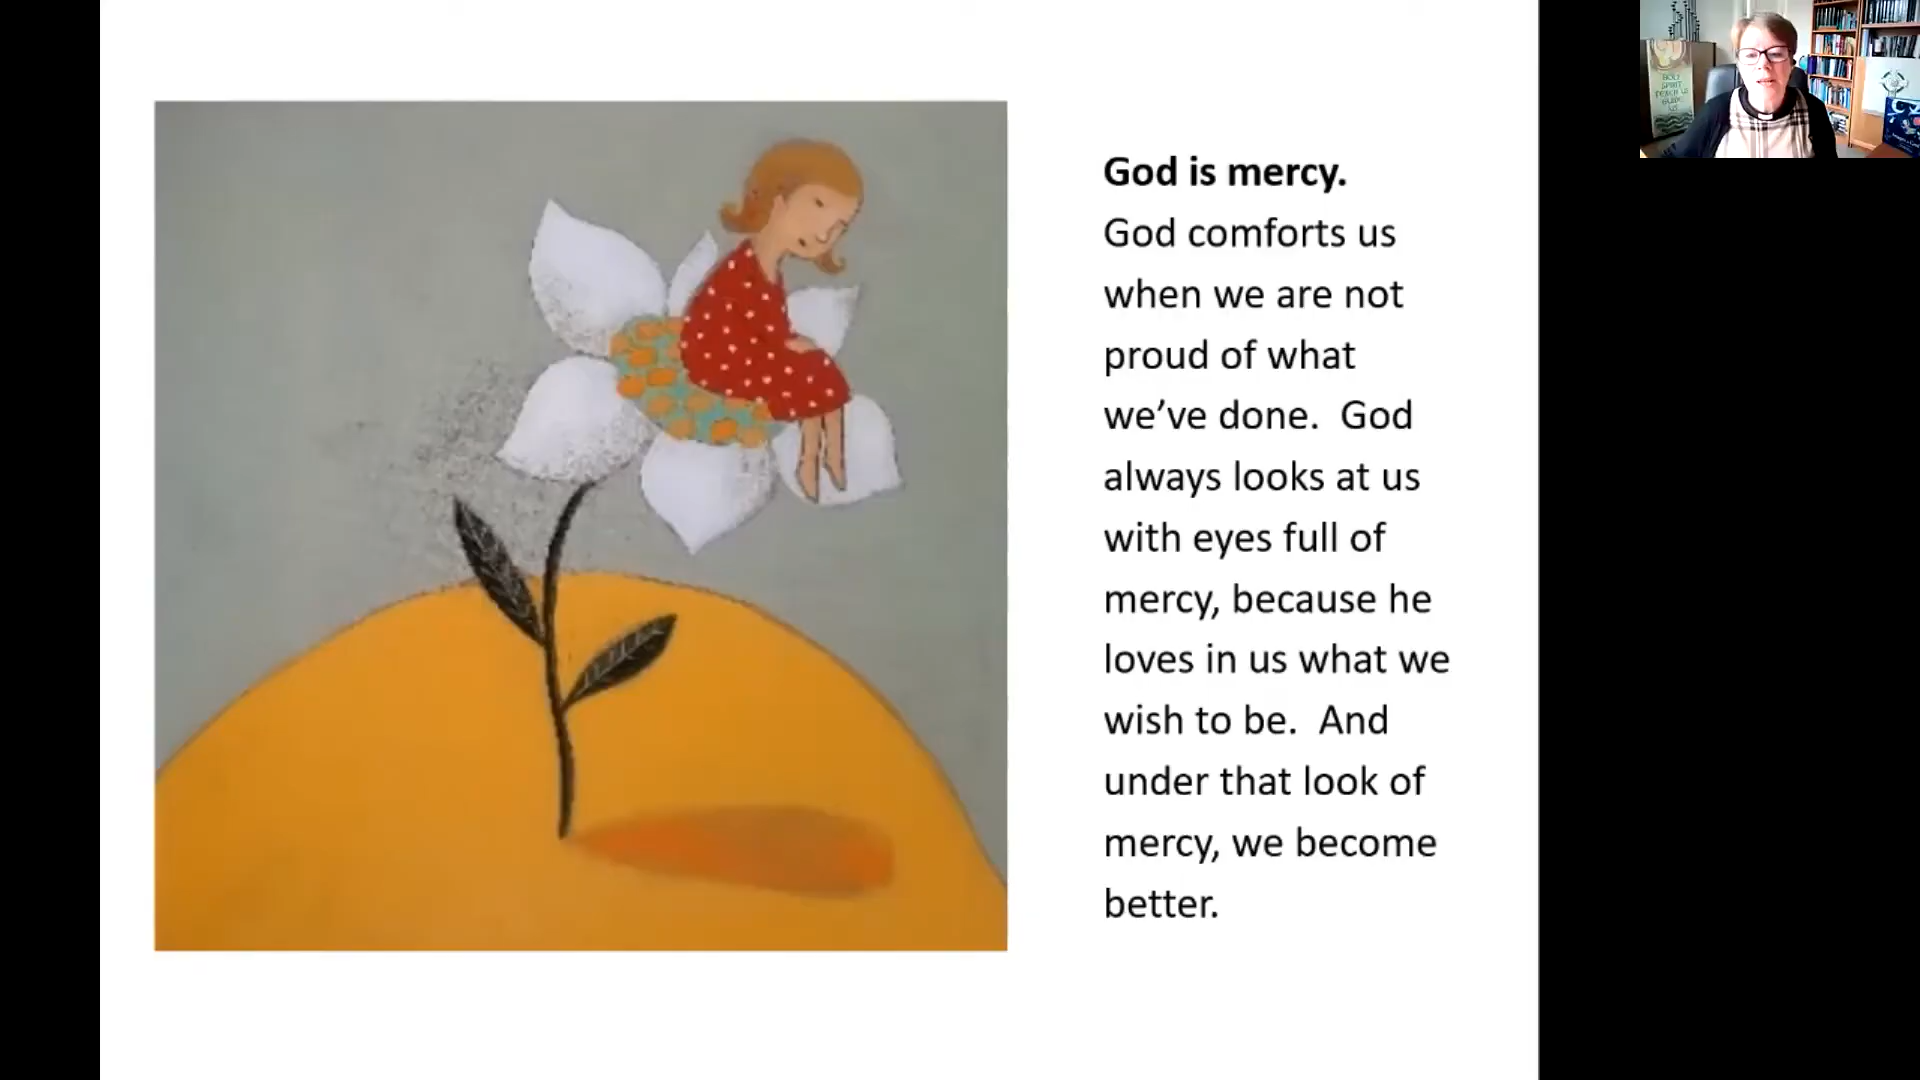 God is mercy.
God comforts us
when we are not
proud of what
we’ve done.  God
always looks at us
with eyes full of
mercy, because he
loves in us what we
wish to be.  And
under that look of
mercy, we become
better.
HOLY
SPIRIT